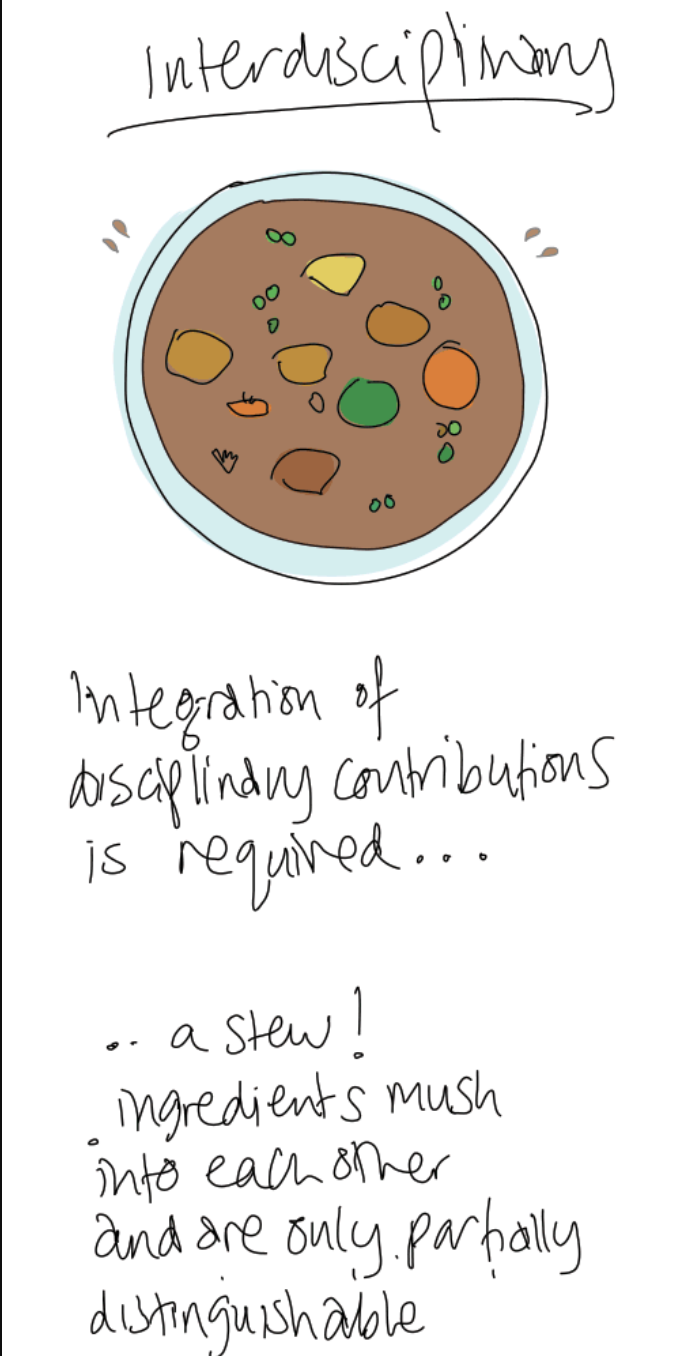 Interdisciplinary
Integration of
disciplinary contributions
is required...
.. a stew!
ingredients mush
into each other
and are only partially
distinguishable